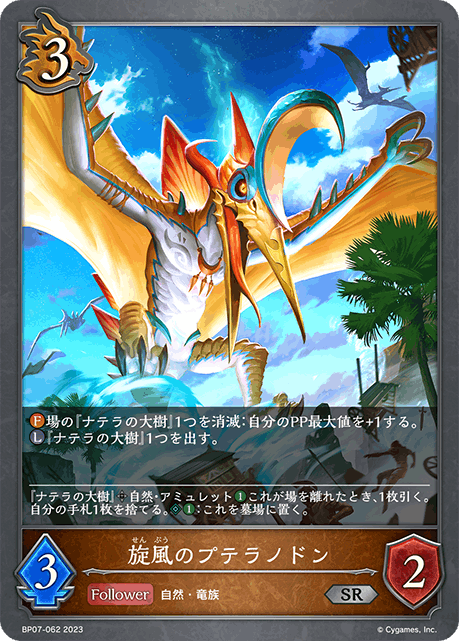 3
Ⓕ場の『ナテラの大樹』1つを消滅:自分のPP最大値を+1する。
Ⓛ『ナテラの大樹』1つを出す。
『ナテラの大樹』自然・アミュレット①これが場を離れたとき、1枚引く。
自分の手札1枚を捨てる。①:これを墓場に置く。
せんぷう
旋風のプテラノドン
3
Follower 自然・竜族 SR
2
BP07-062 2023 © Cygames, Inc.